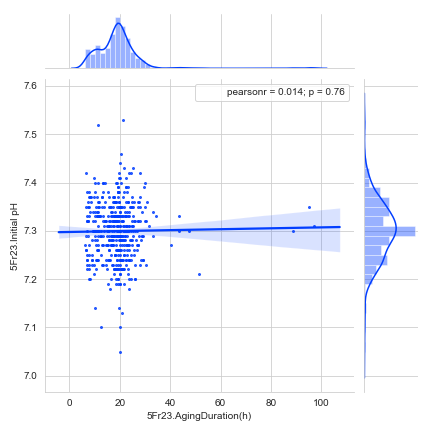 pearsonr = 0.014; p = 0.76
7.6
7.5
7.4
7.3
7.2
7.1
7.0
5Fr23.Initial pH
0 20 40 60 80 100
5Fr23.AgingDuration(h)